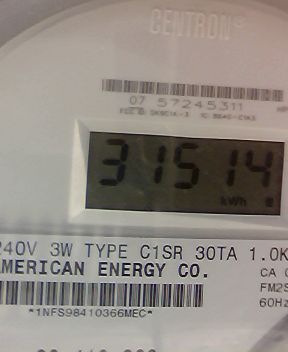 CENTRON®
07 57245311
31514
kWh
240V 3W TYPE C1SR 30TA 1.0K
AMERICAN ENERGY CO.
CA
FM2S
60Hz
*1NFS98410366MEC*